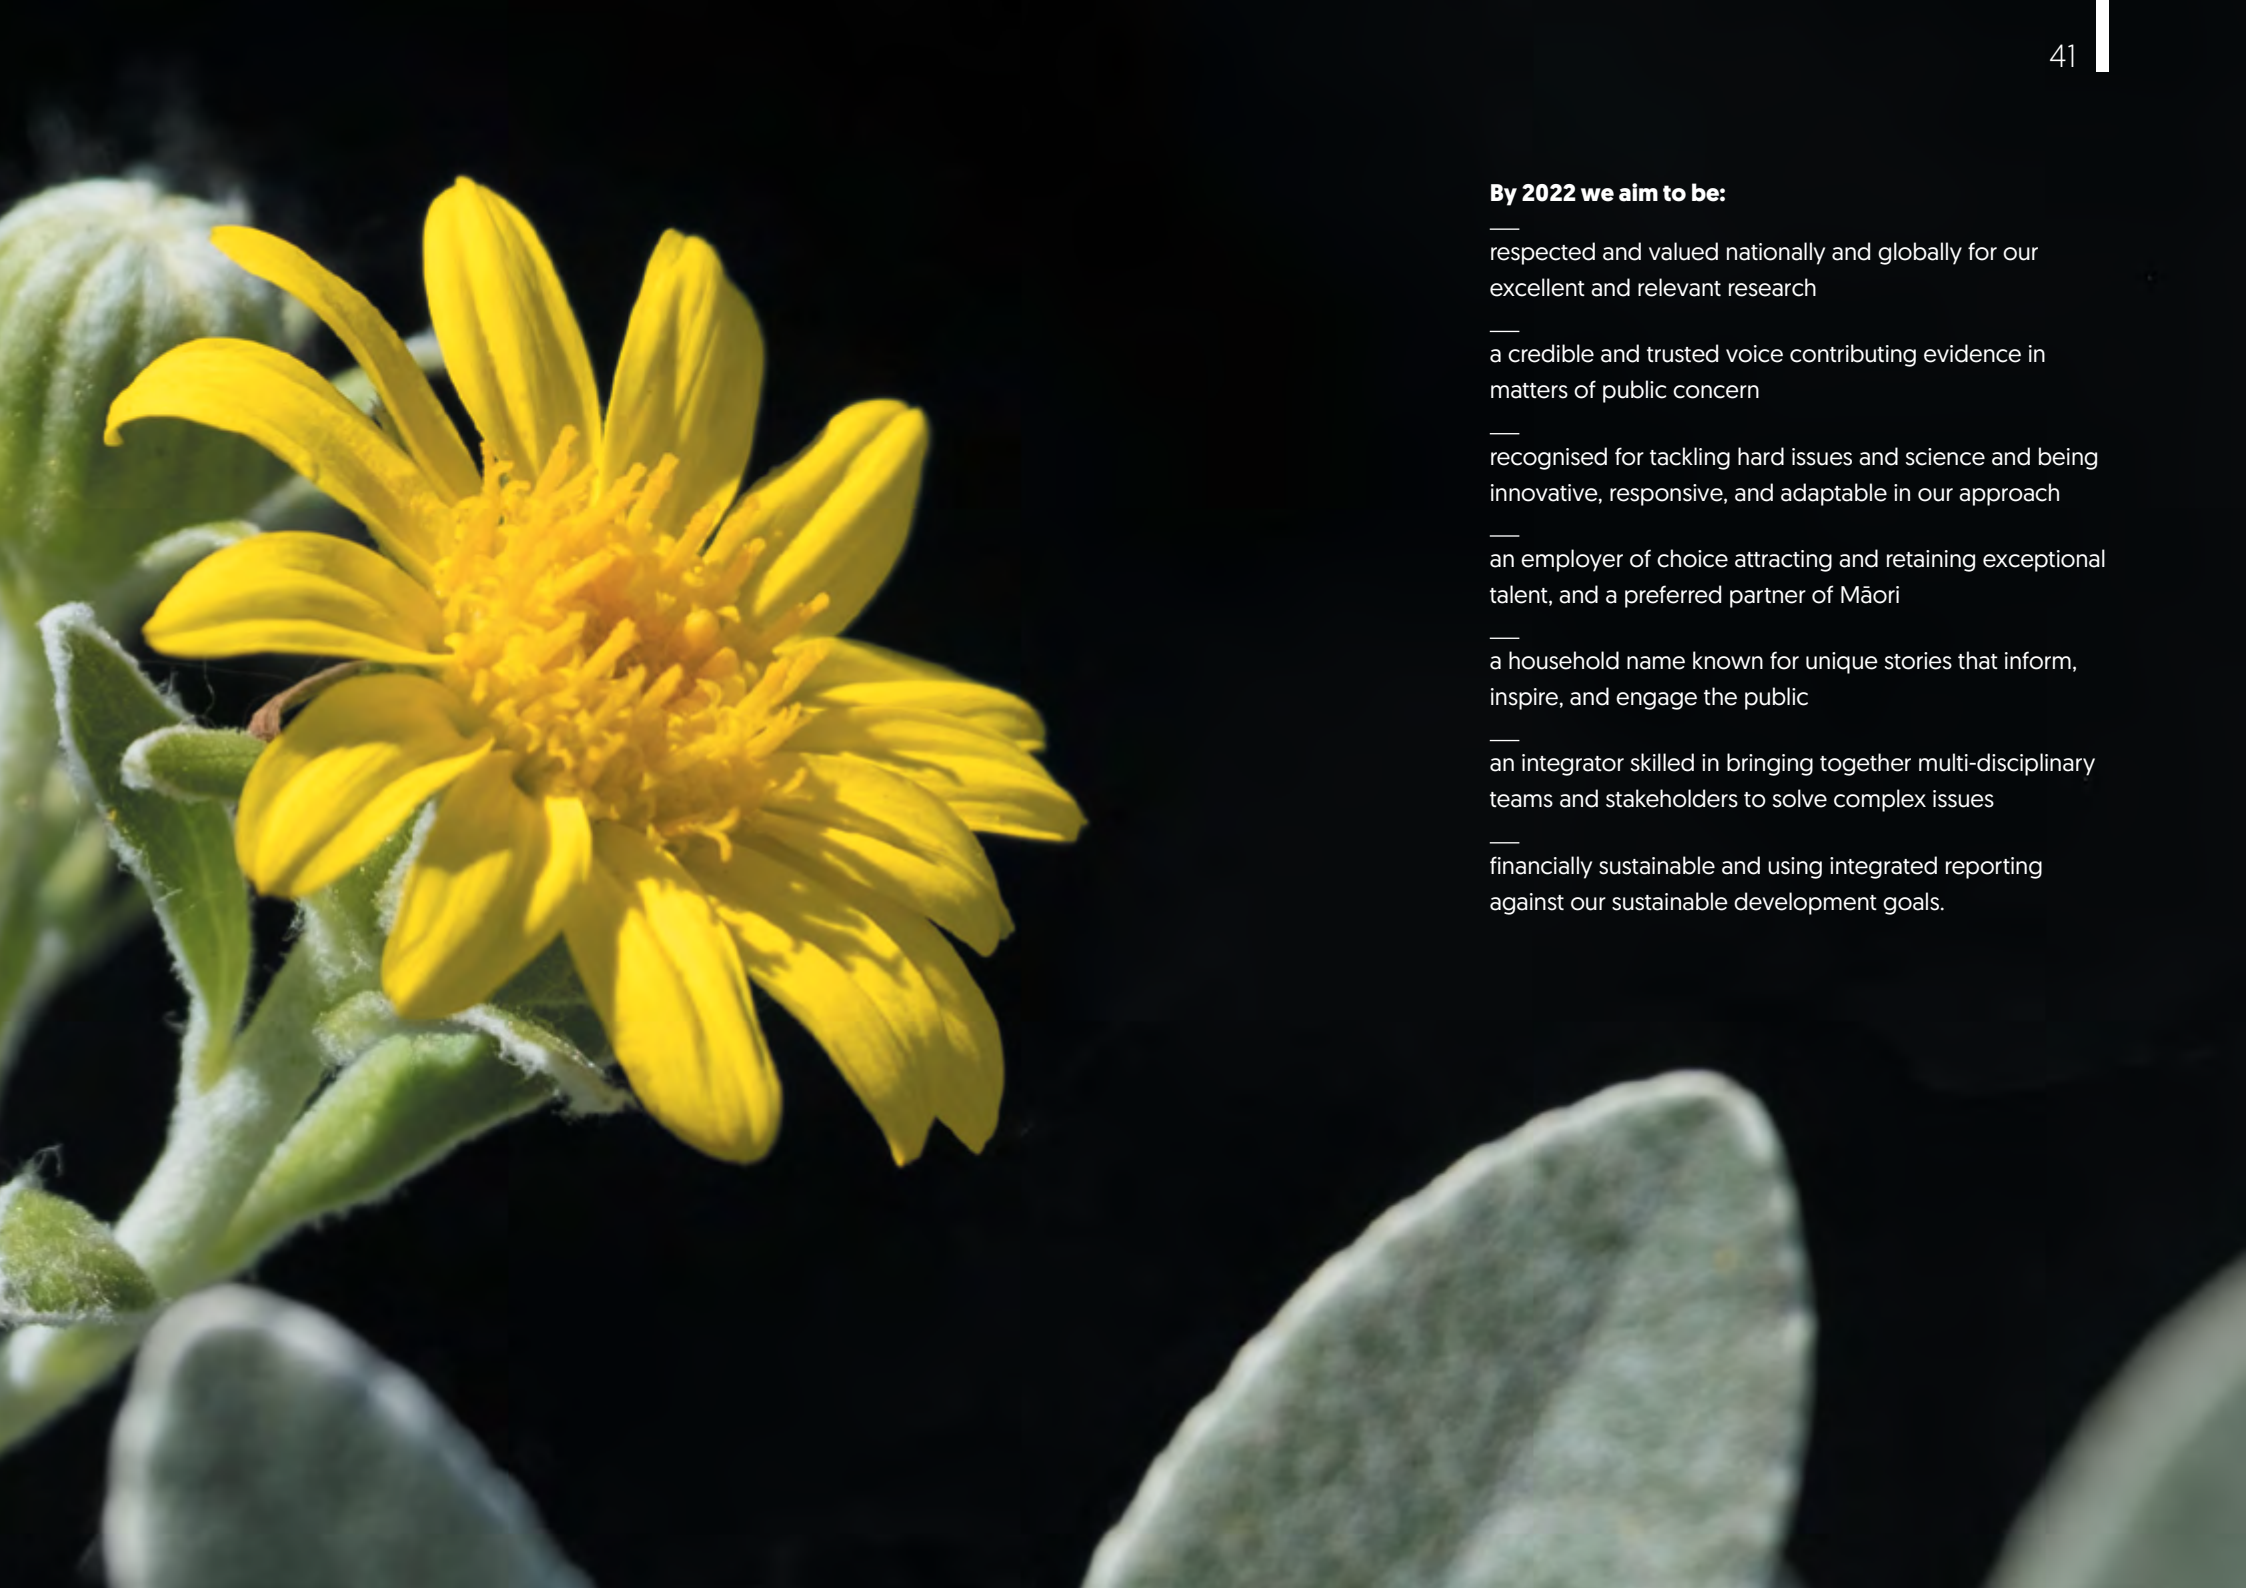 41
By 2022 we aim to be:
respected and valued nationally and globally for our
excellent and relevant research
a credible and trusted voice contributing evidence in
matters of public concern
recognised for tackling hard issues and science and being
innovative, responsive, and adaptable in our approach
an employer of choice attracting and retaining exceptional
talent, and a preferred partner of Māori
a household name known for unique stories that inform,
inspire, and engage the public
an integrator skilled in bringing together multi-disciplinary
teams and stakeholders to solve complex issues
financially sustainable and using integrated reporting
against our sustainable development goals.